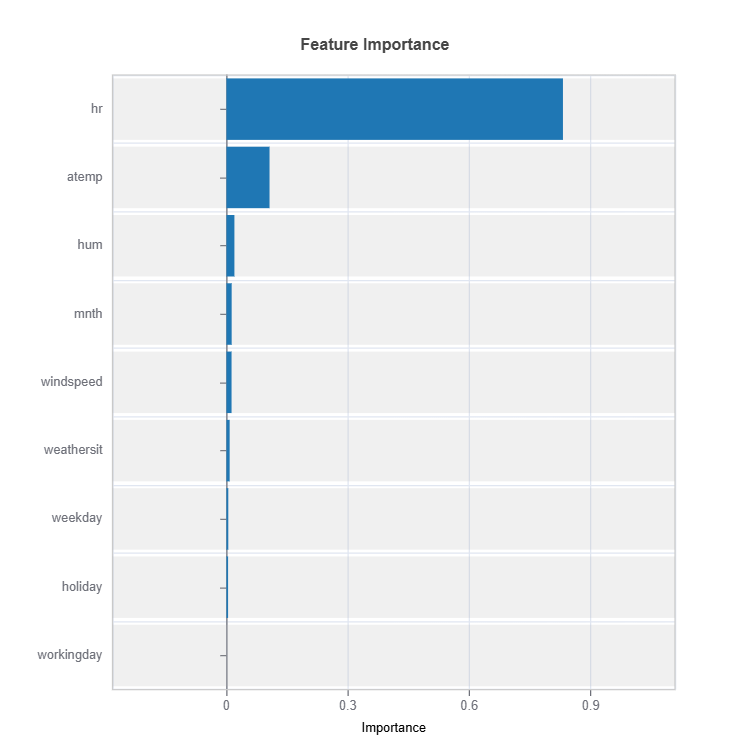 Feature Importance
hr
atemp
hum
mnth
windspeed
weathersit
weekday
holiday
workingday
0 0.3 0.6 0.9
Importance